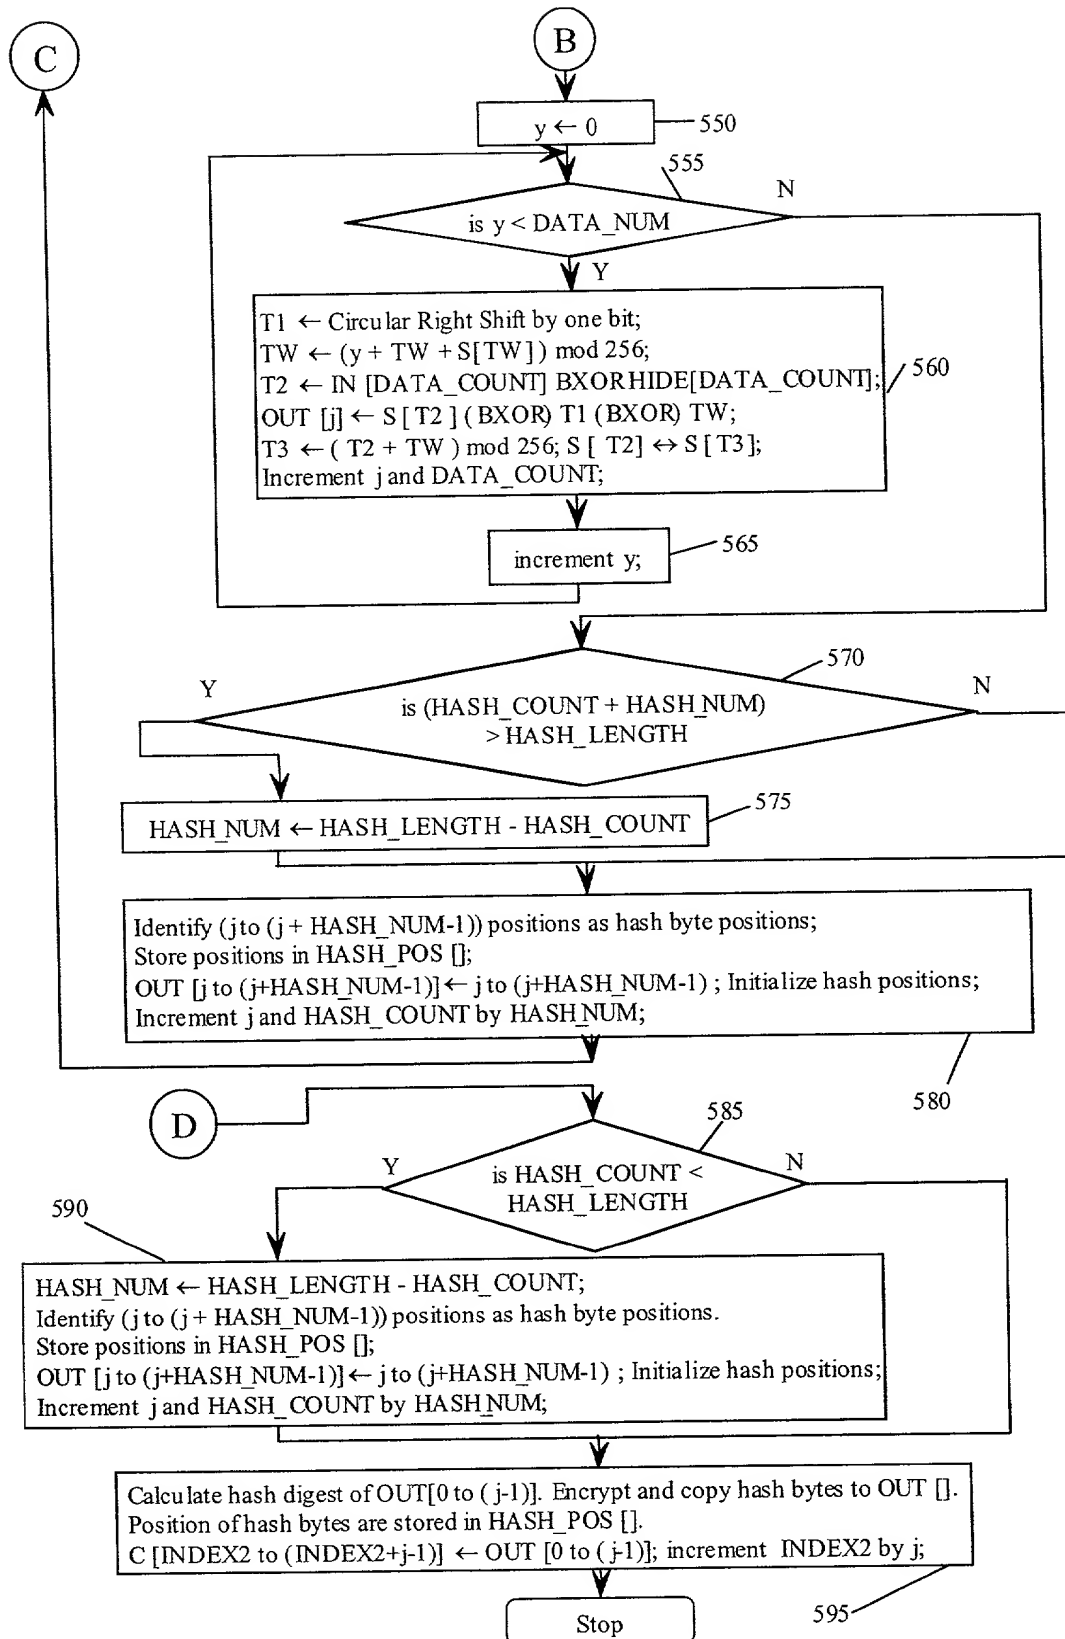 C
B
y ← 0
550
555
N
is y < DATA_NUM
Y
T1 ← Circular Right Shift by one bit;
TW ← (y + TW + S[TW]) mod 256;
T2 ← IN [DATA_COUNT] BXORHIDE[DATA_COUNT];
OUT [j] ← S [ T2 ] (BXOR) T1 (BXOR) TW;
T3 ← ( T2 + TW ) mod 256; S [ T2] ↔ S [T3];
Increment j and DATA_COUNT;
560
increment y;
565
570
Y
N
is (HASH_COUNT + HASH_NUM)
> HASH_LENGTH
575
HASH_NUM ← HASH_LENGTH - HASH_COUNT
Identify (j to (j + HASH_NUM-1)) positions as hash byte positions;
Store positions in HASH_POS [];
OUT [j to (j+HASH_NUM-1)] ← j to (j+HASH_NUM-1) ; Initialize hash positions;
Increment j and HASH_COUNT by HASH_NUM;
580
D
585
Y
N
is HASH_COUNT <
HASH_LENGTH
590
HASH_NUM ← HASH_LENGTH - HASH_COUNT;
Identify (j to (j + HASH_NUM-1)) positions as hash byte positions.
Store positions in HASH_POS [];
OUT [j to (j+HASH_NUM-1)] ← j to (j+HASH_NUM-1) ; Initialize hash positions;
Increment j and HASH_COUNT by HASH_NUM;
Calculate hash digest of OUT[0 to ( j-1)]. Encrypt and copy hash bytes to OUT [].
Position of hash bytes are stored in HASH_POS [].
C [INDEX2 to (INDEX2+j-1)] ← OUT [0 to ( j-1)]; increment INDEX2 by j;
595
Stop